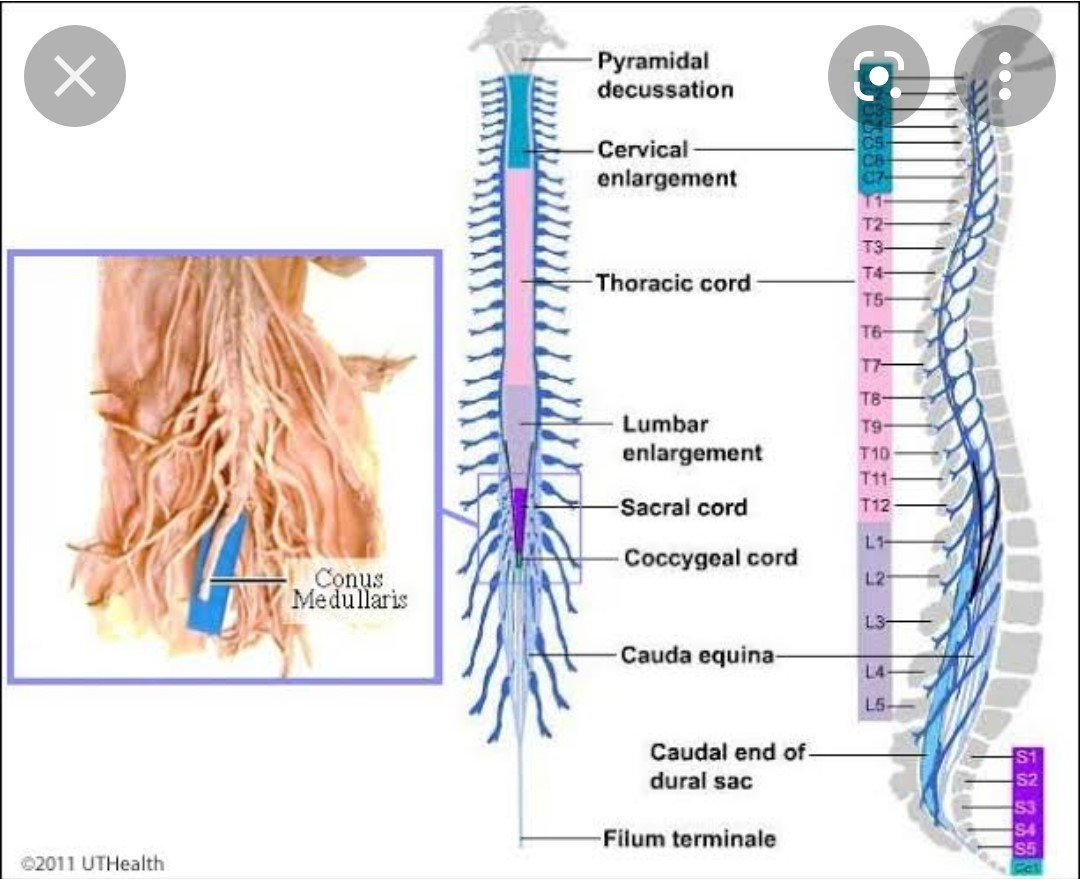 Pyramidal
decussation
Cervical
enlargement
Thoracic cord
Lumbar
enlargement
Sacral cord
Coccygeal cord
Cauda equina
Caudal end of
dural sac
Filum terminale
Conus
Medullaris
C5
C6
C7
T1
T2
T3
T4
T5
T6
T7
T8
T9
T10
T11
T12
L1
L2
L3
L4
L5
S1
S2
S3
S4
S5
©2011 UTHealth